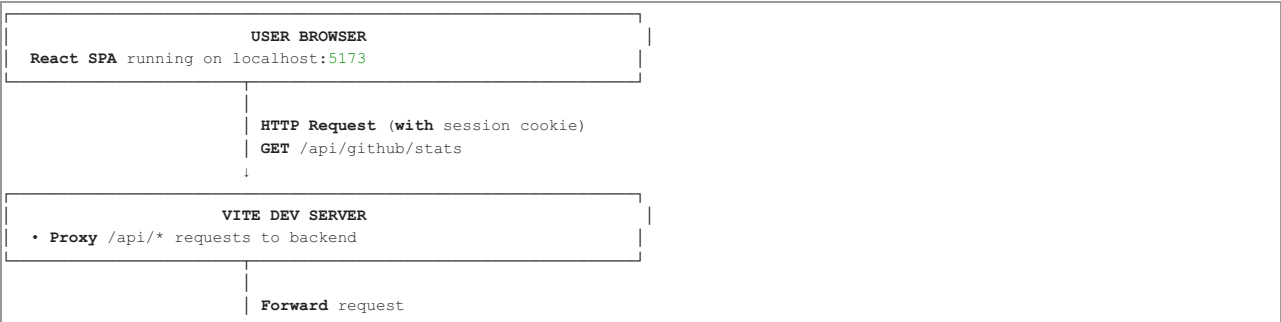 USER BROWSER
React SPA running on localhost:5173
HTTP Request (with session cookie)
GET /api/github/stats
↓
VITE DEV SERVER
• Proxy /api/* requests to backend
Forward request